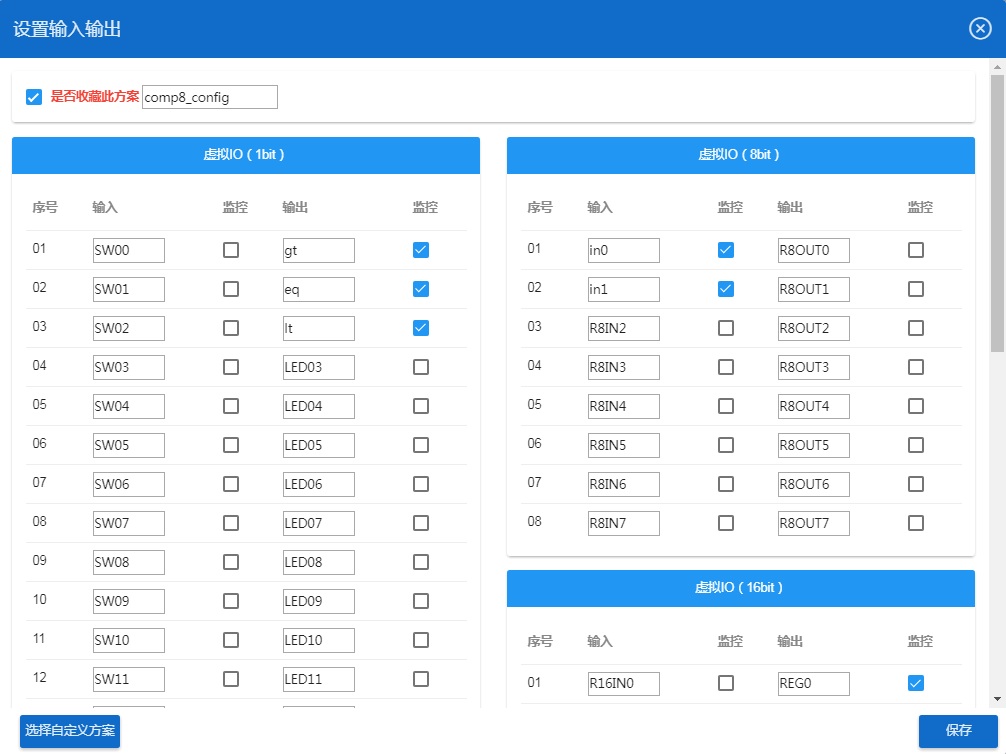 设置输入输出
是否收藏此方案 comp8_config
虚拟IO ( 1bit )
序号 输入 监控 输出 监控
01 SW00 gt
02 SW01 eq
03 SW02 lt
04 SW03 LED03
05 SW04 LED04
06 SW05 LED05
07 SW06 LED06
08 SW07 LED07
09 SW08 LED08
10 SW09 LED09
11 SW10 LED10
12 SW11 LED11
虚拟IO ( 8bit )
序号 输入 监控 输出 监控
01 in0 R8OUT0
02 in1 R8OUT1
03 R8IN2 R8OUT2
04 R8IN3 R8OUT3
05 R8IN4 R8OUT4
06 R8IN5 R8OUT5
07 R8IN6 R8OUT6
08 R8IN7 R8OUT7
虚拟IO ( 16bit )
序号 输入 监控 输出 监控
01 R16IN0 REG0
选择自定义方案
保存